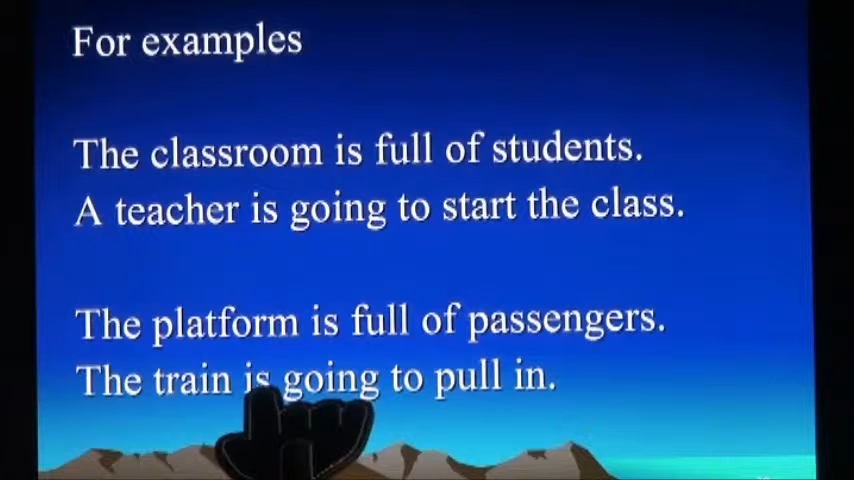 For examples
The classroom is full of students.
A teacher is going to start the class.
The platform is full of passengers.
The train is going to pull in.